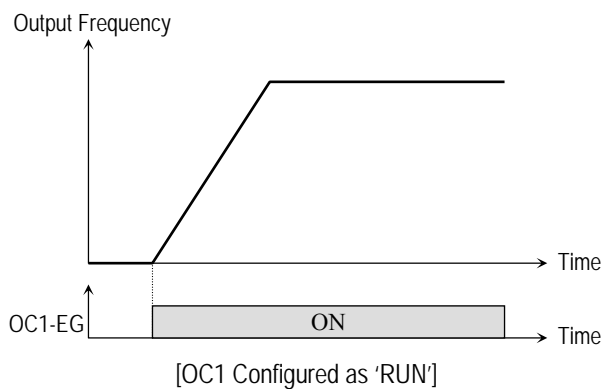 Output Frequency
Time
OC1-EG
ON
Time
[OC1 Configured as ‘RUN’]